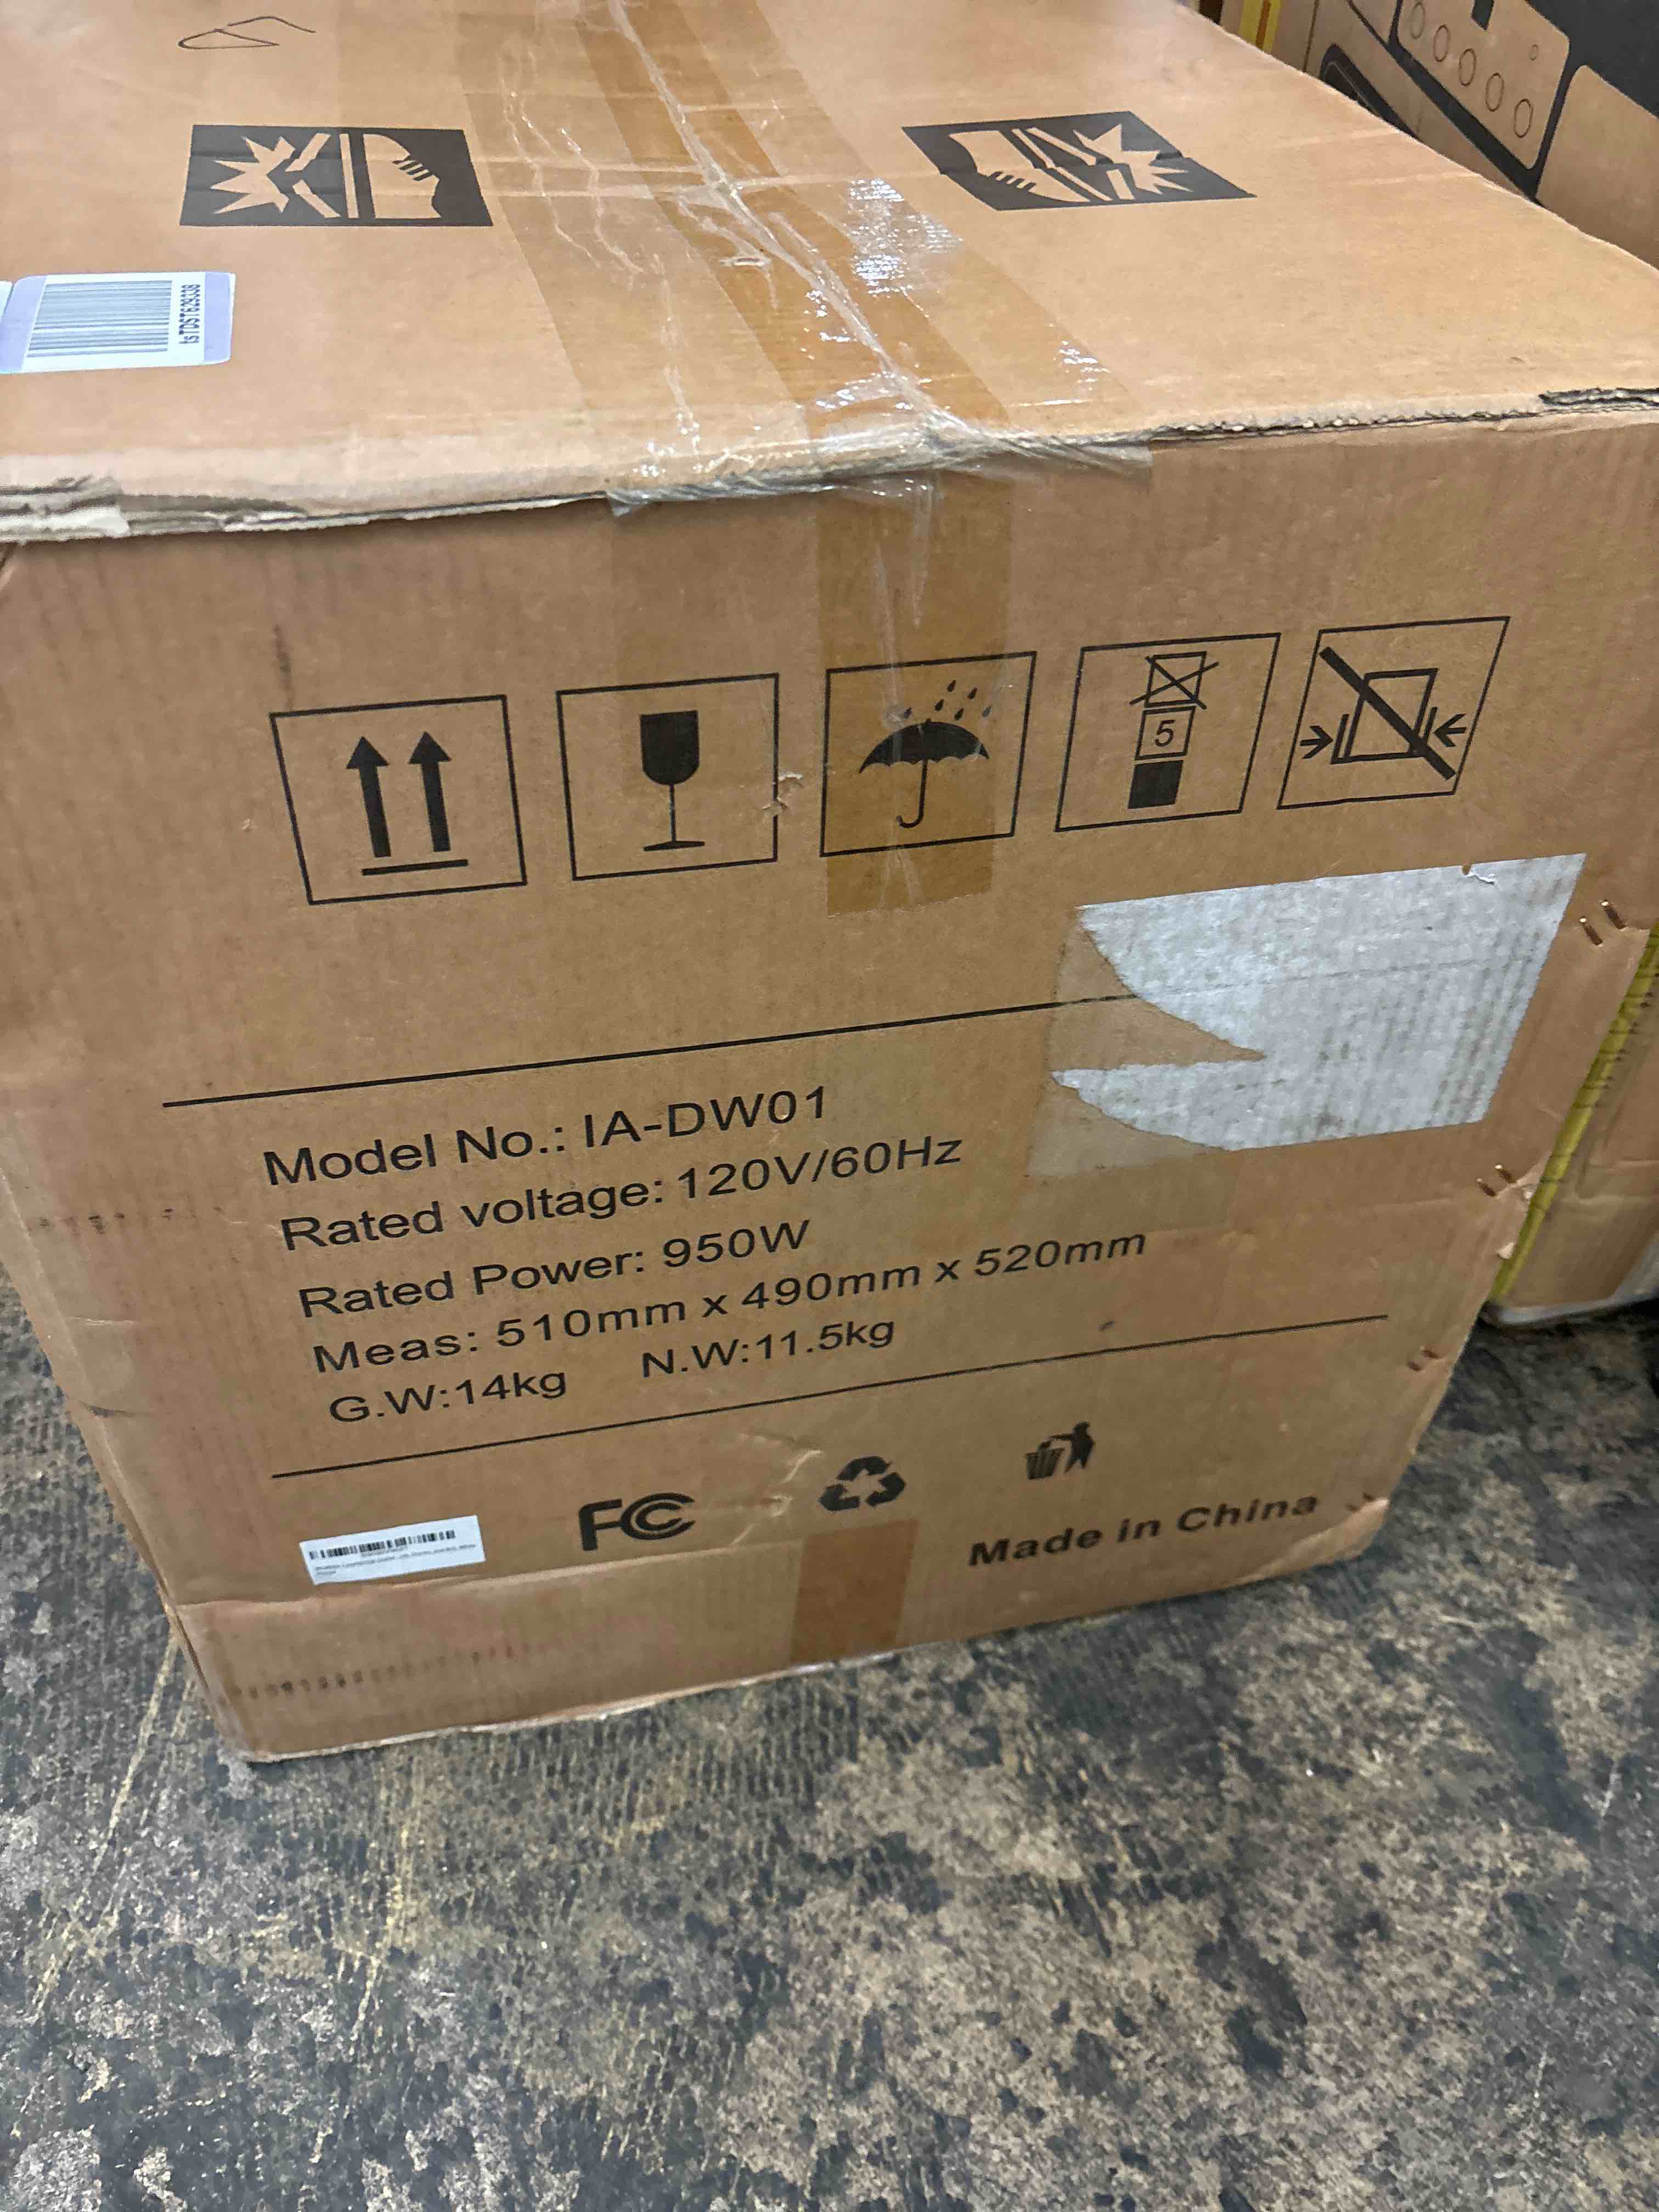 tsTDST629338
5
Model No.: IA-DW01
Rated voltage: 120V/60Hz
Rated Power: 950W
Meas: 510mm x 490mm x 520mm
G.W:14kg N.W:11.5kg
FC
Made in China